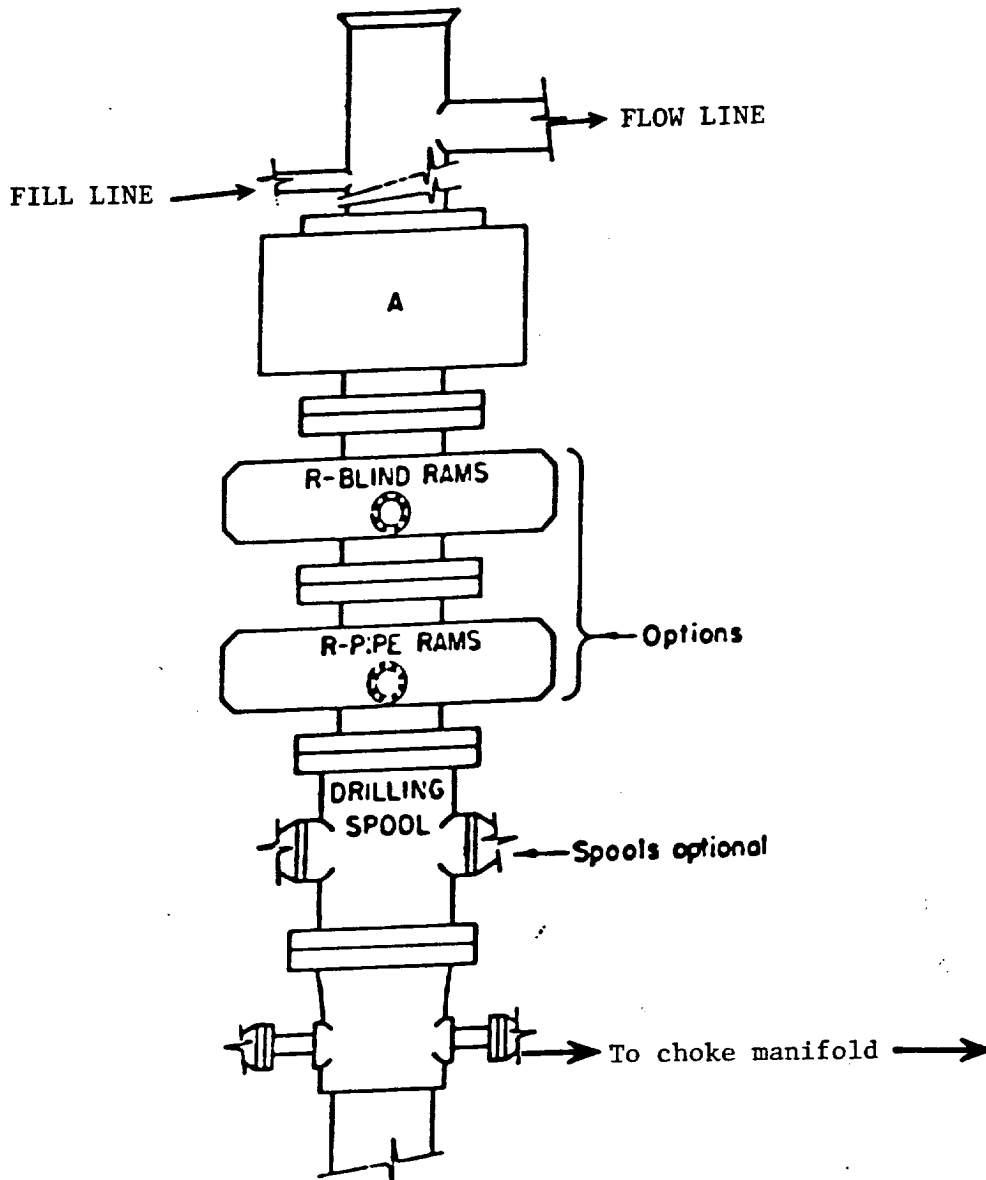 FLOW LINE
FILL LINE
A
R-BLIND RAMS
R-PIPE RAMS
Options
DRILLING
SPOOL
Spools optional
To choke manifold